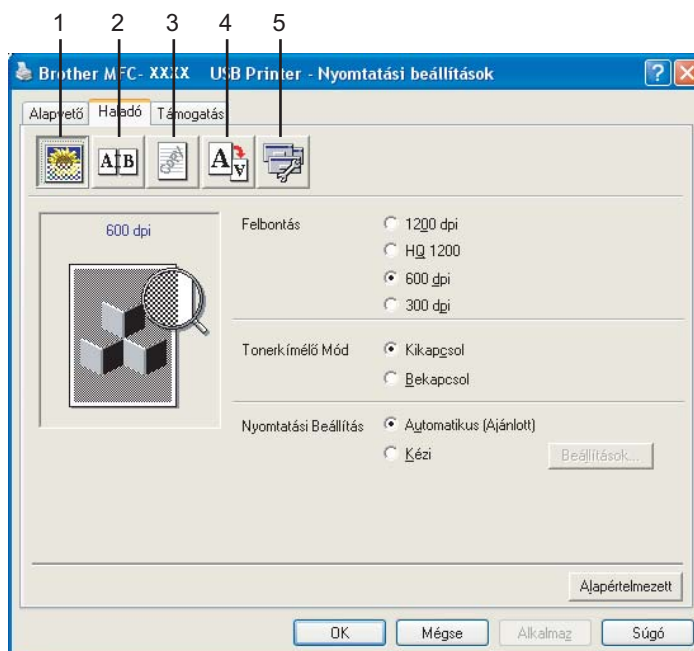 1 2 3 4 5
Brother MFC- XXXX USB Printer - Nyomtatási beállítások
Alapvető Haladó Támogatás
A B COPY A A
600 dpi
Felbontás
1200 dpi
HQ 1200
600 dpi
300 dpi
Tonerkímélő Mód
Kikapcsol
Bekapcsol
Nyomtatási Beállítás
Automatikus (Ajánlott)
Kézi
Beállítások...
Alapértelmezett
OK Mégse Alkalmaz Súgó